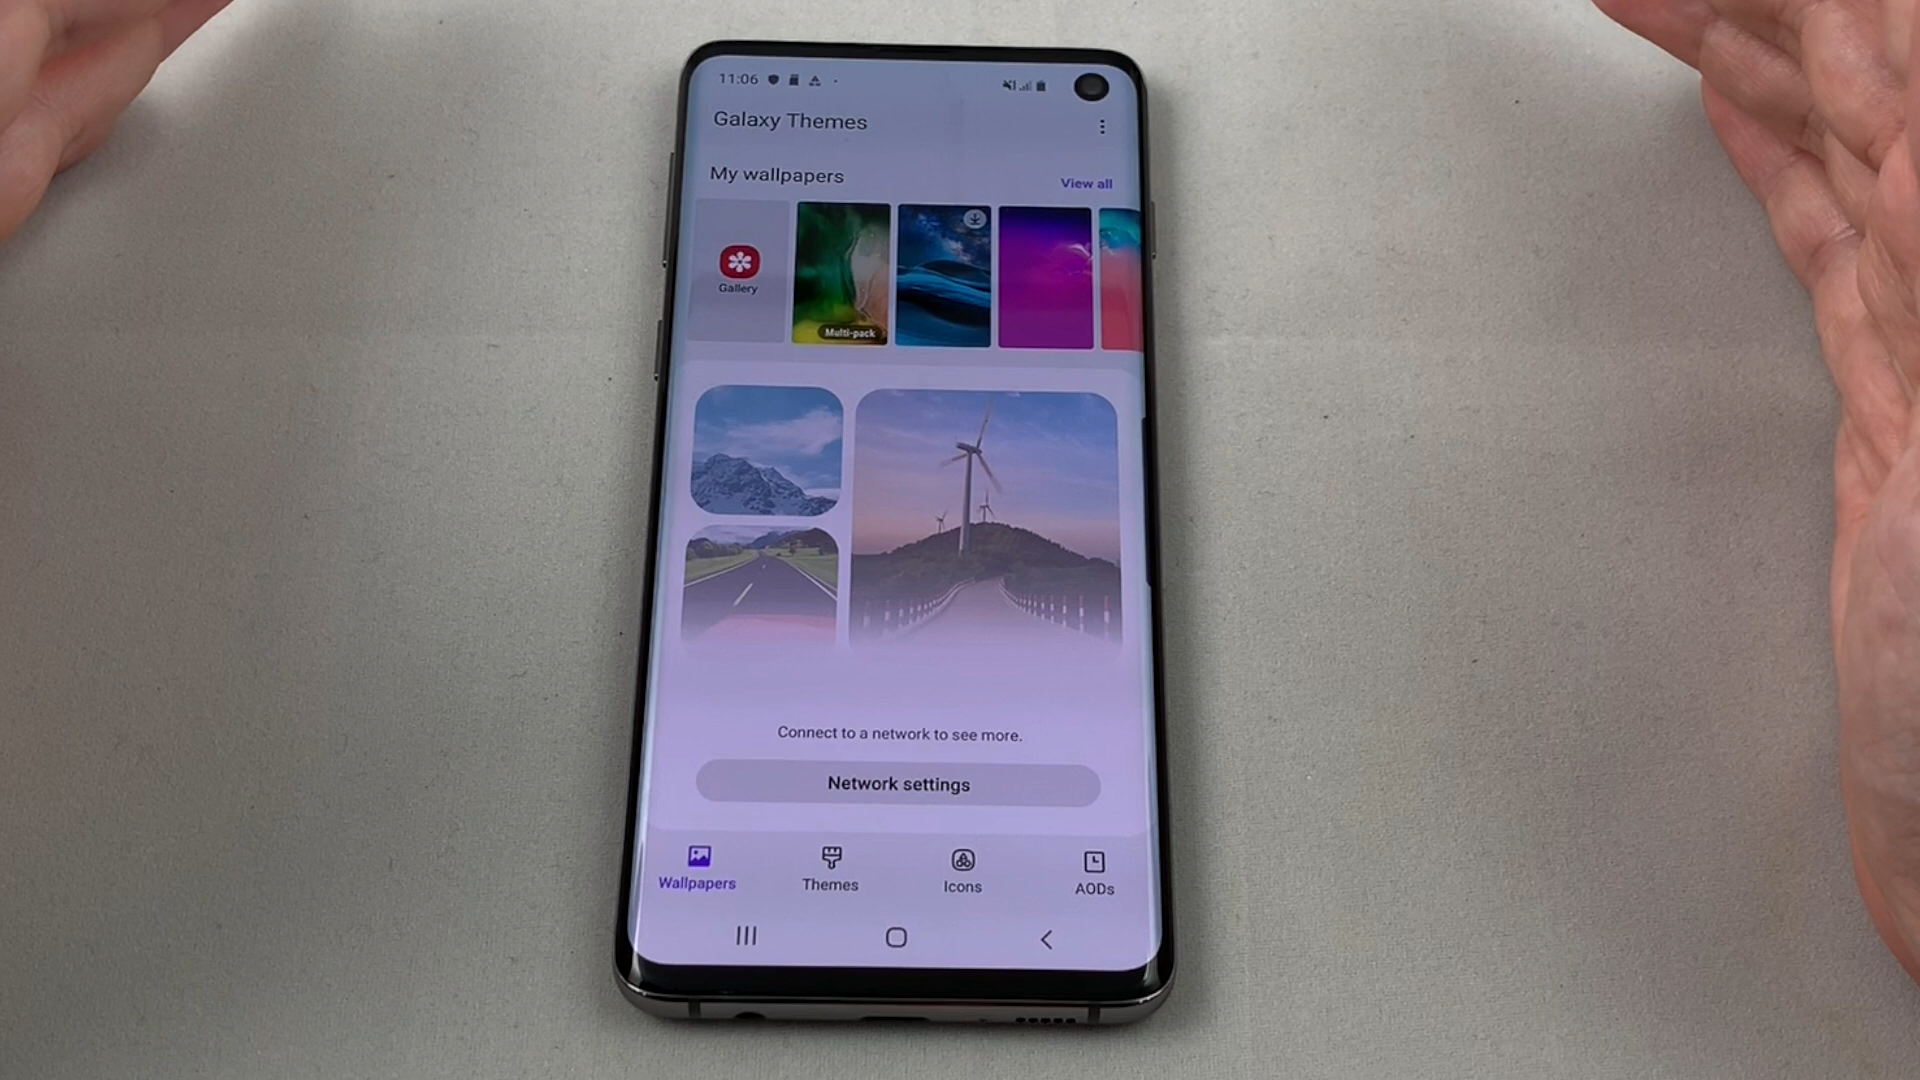 11:06
Galaxy Themes
My wallpapers
View all
Gallery
Multi-pack
Connect to a network to see more.
Network settings
Wallpapers
Themes
Icons
AODs